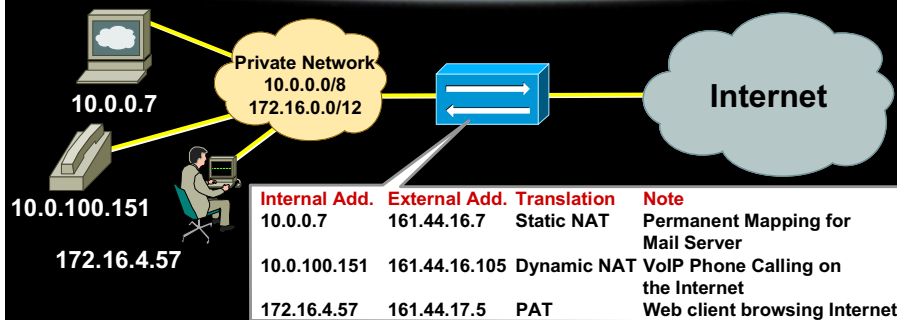 Private Network
10.0.0.0/8
172.16.0.0/12
Internet
10.0.0.7
10.0.100.151
172.16.4.57
Internal Add. External Add. Translation Note
10.0.0.7 161.44.16.7 Static NAT Permanent Mapping for
Mail Server
10.0.100.151 161.44.16.105 Dynamic NAT VoIP Phone Calling on
the Internet
172.16.4.57 161.44.17.5 PAT Web client browsing Internet